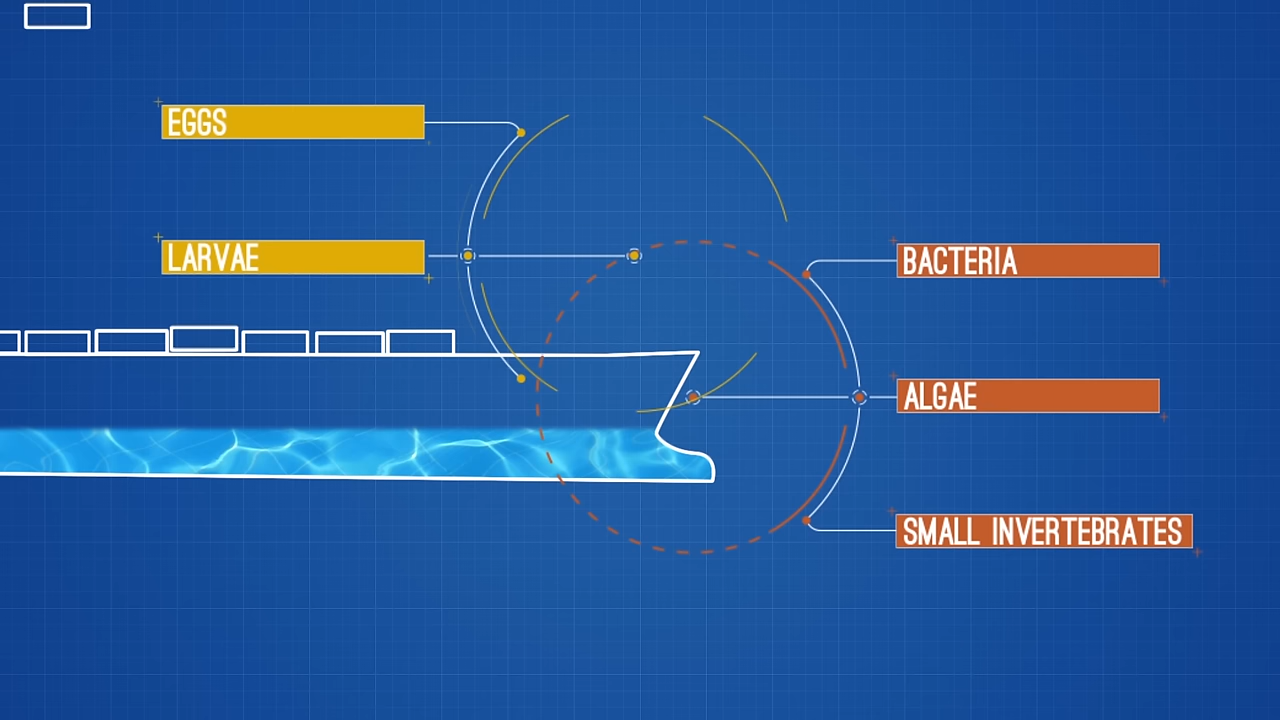 EGGS
LARVAE
BACTERIA
ALGAE
SMALL INVERTEBRATES